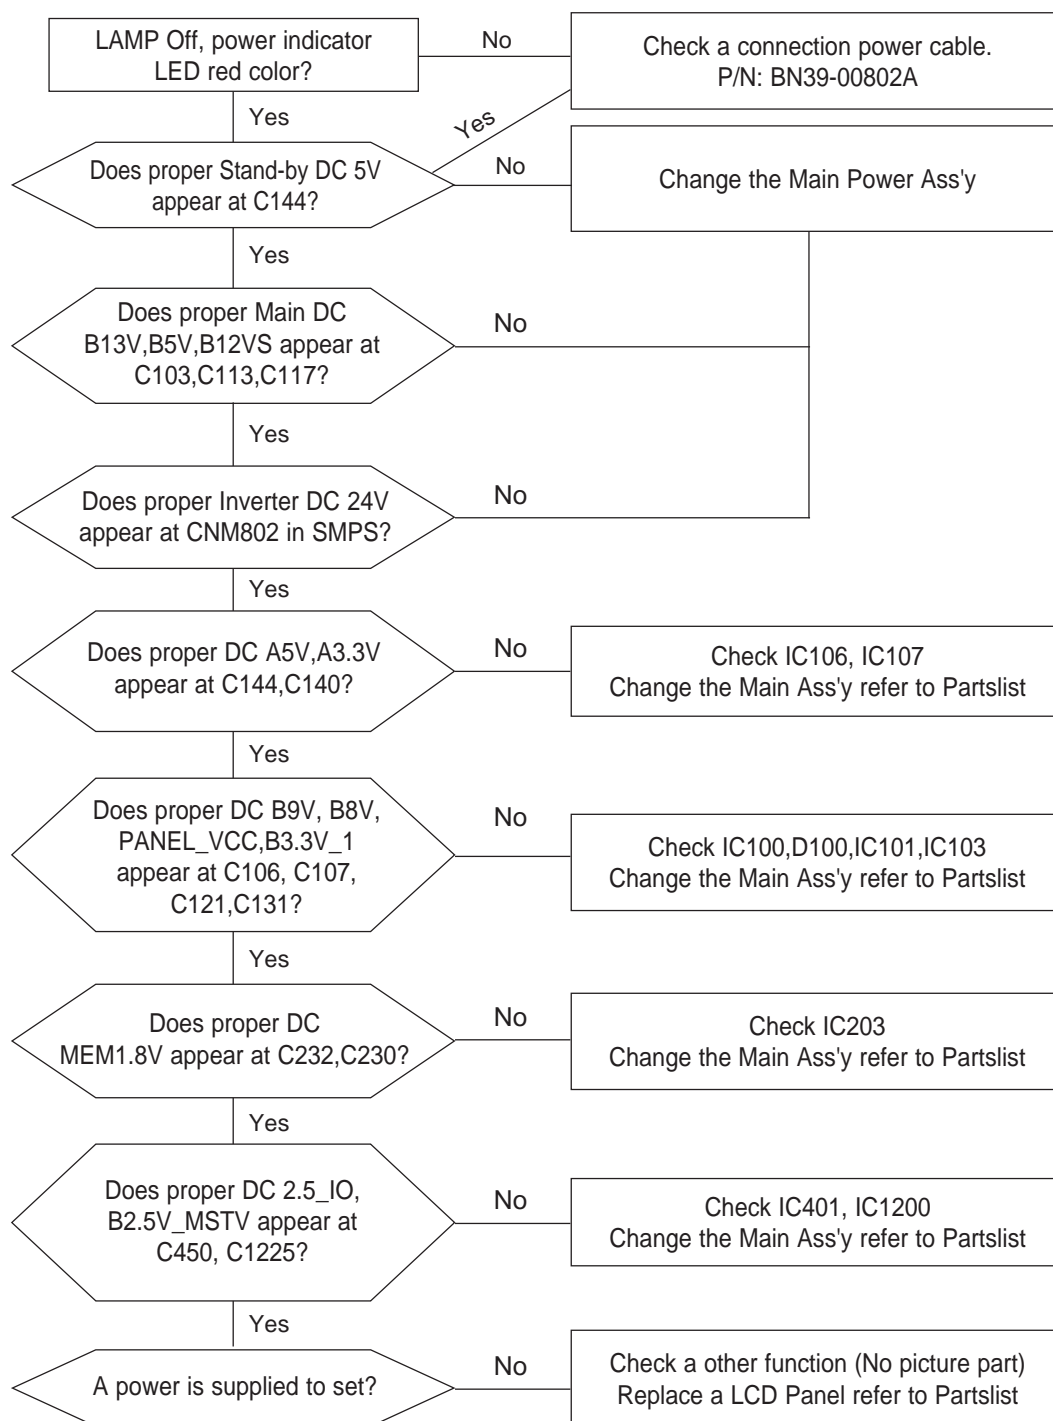 LAMP Off, power indicator
LED red color?
No
Check a connection power cable.
P/N: BN39-00802A
Yes
Yes
Does proper Stand-by DC 5V
appear at C144?
No
Change the Main Power Ass'y
Yes
Does proper Main DC
B13V,B5V,B12VS appear at
C103,C113,C117?
No
Yes
Does proper Inverter DC 24V
appear at CNM802 in SMPS?
No
Yes
Does proper DC A5V,A3.3V
appear at C144,C140?
No
Check IC106, IC107
Change the Main Ass'y refer to Partslist
Yes
Does proper DC B9V, B8V,
PANEL_VCC,B3.3V_1
appear at C106, C107,
C121,C131?
No
Check IC100,D100,IC101,IC103
Change the Main Ass'y refer to Partslist
Yes
Does proper DC
MEM1.8V appear at C232,C230?
No
Check IC203
Change the Main Ass'y refer to Partslist
Yes
Does proper DC 2.5_IO,
B2.5V_MSTV appear at
C450, C1225?
No
Check IC401, IC1200
Change the Main Ass'y refer to Partslist
Yes
A power is supplied to set?
No
Check a other function (No picture part)
Replace a LCD Panel refer to Partslist